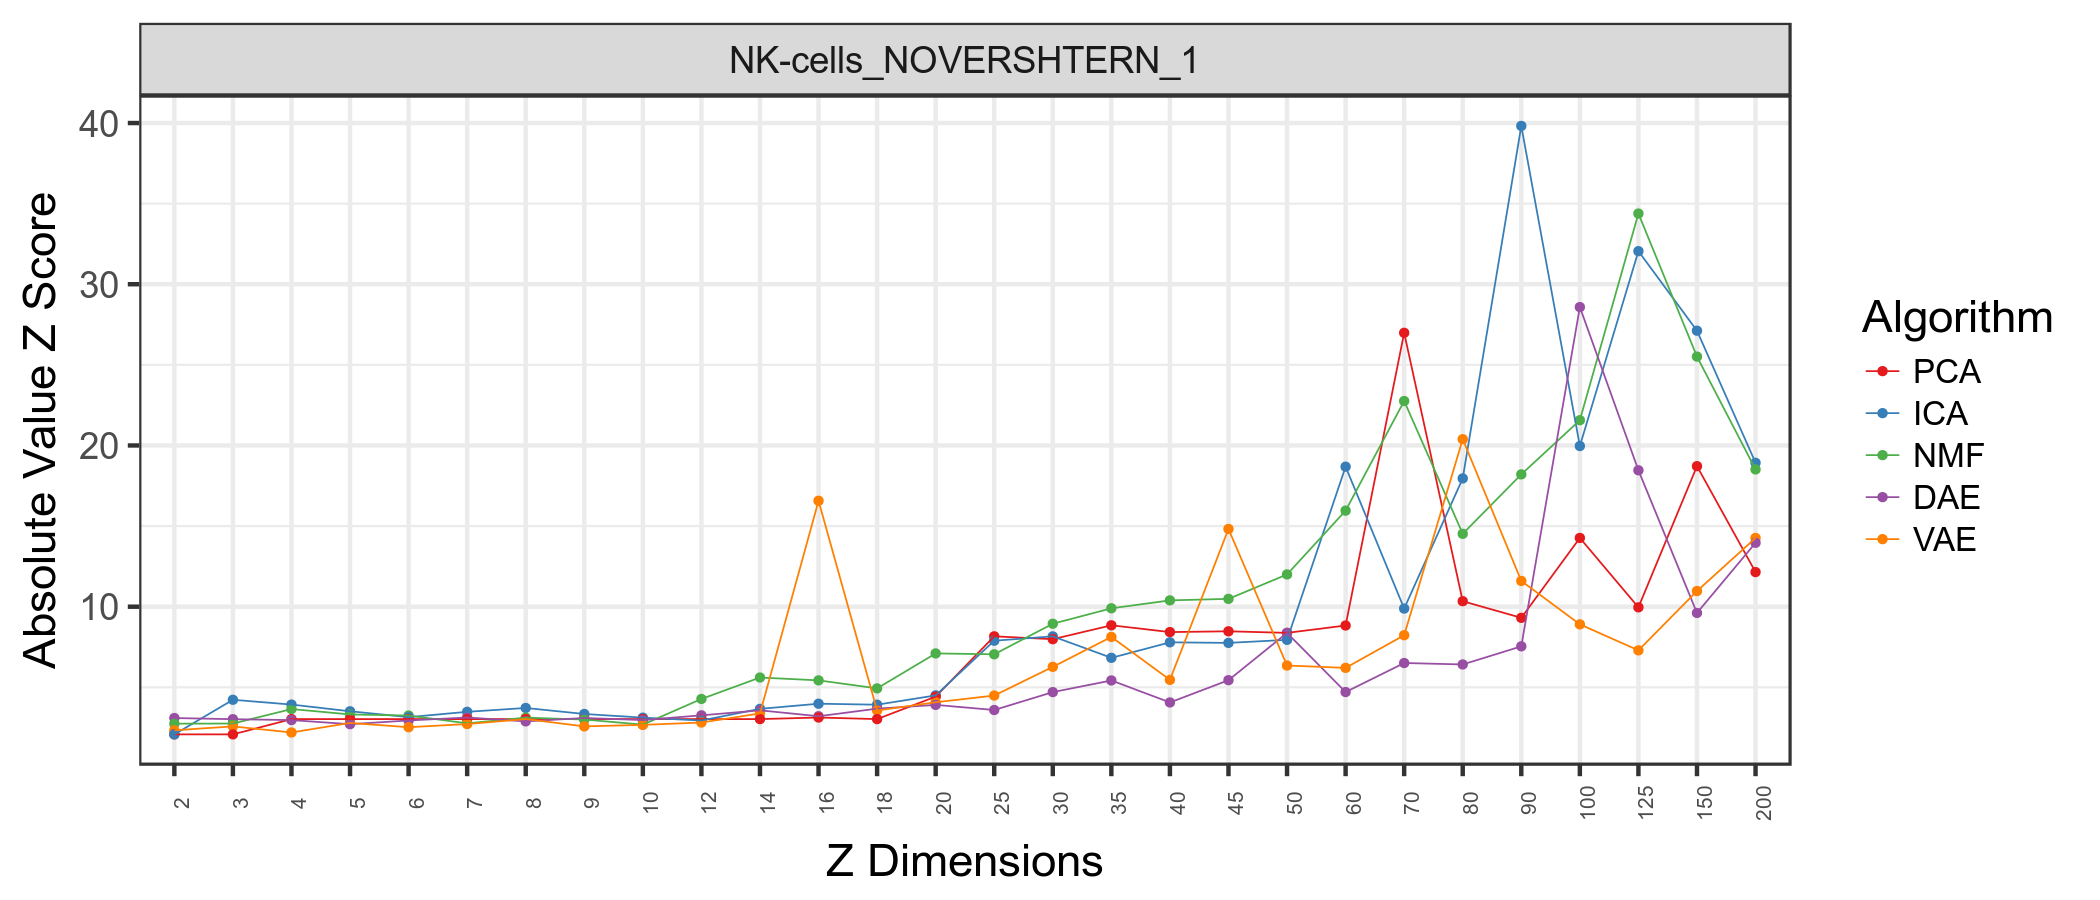 NK-cells_NOVERSHTERN_1
Absolute Value Z Score
40
30
20
10
2 3 4 5 6 7 8 9 10 12 14 16 18 20 25 30 35 40 45 50 60 70 80 90 100 125 150 200
Z Dimensions
Algorithm
PCA
ICA
NMF
DAE
VAE